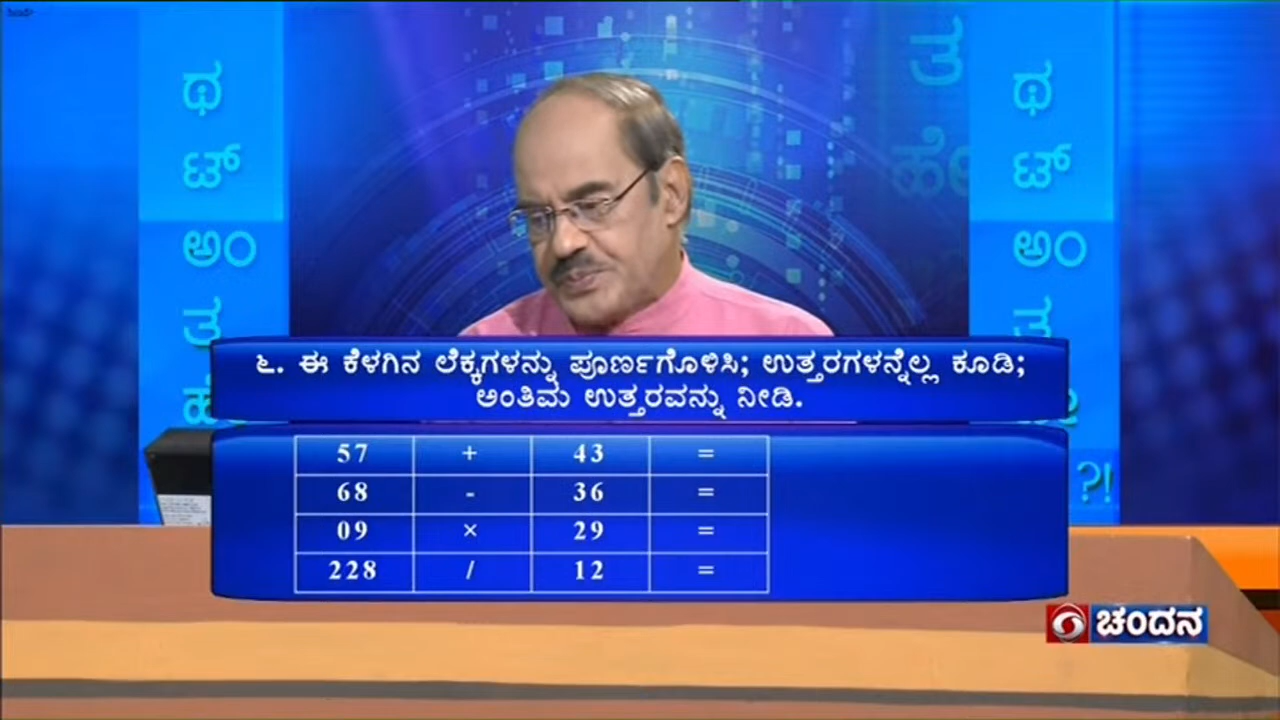 ಥ
ಟ್
ಅಂ
ತ
ಹೇ
ಥ
ಟ್
ಅಂ
ತ
?!
೬. ಈ ಕೆಳಗಿನ ಲೆಕ್ಕಗಳನ್ನು ಪೂರ್ಣಗೊಳಿಸಿ; ಉತ್ತರಗಳನ್ನೆಲ್ಲ ಕೂಡಿ;
ಅಂತಿಮ ಉತ್ತರವನ್ನು ನೀಡಿ.
57 + 43 =
68 - 36 =
09 × 29 =
228 / 12 =
ಚಂದನ